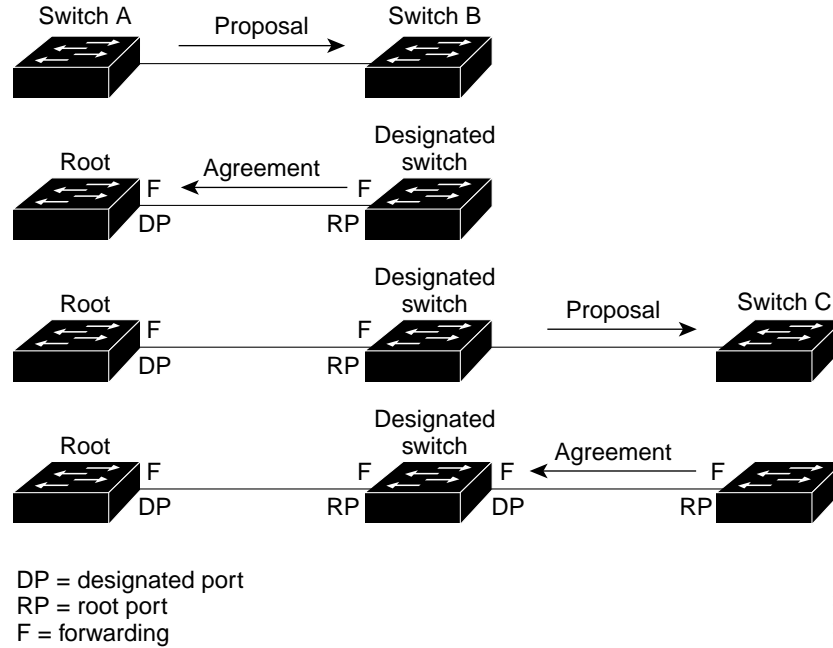 Switch A
Proposal
Switch B
Root
F
Agreement
F
Designated
switch
DP
RP
Root
F
F
Designated
switch
Proposal
Switch C
DP
RP
Root
F
F
Designated
switch
F
Agreement
F
DP
RP
DP
RP
DP = designated port
RP = root port
F = forwarding